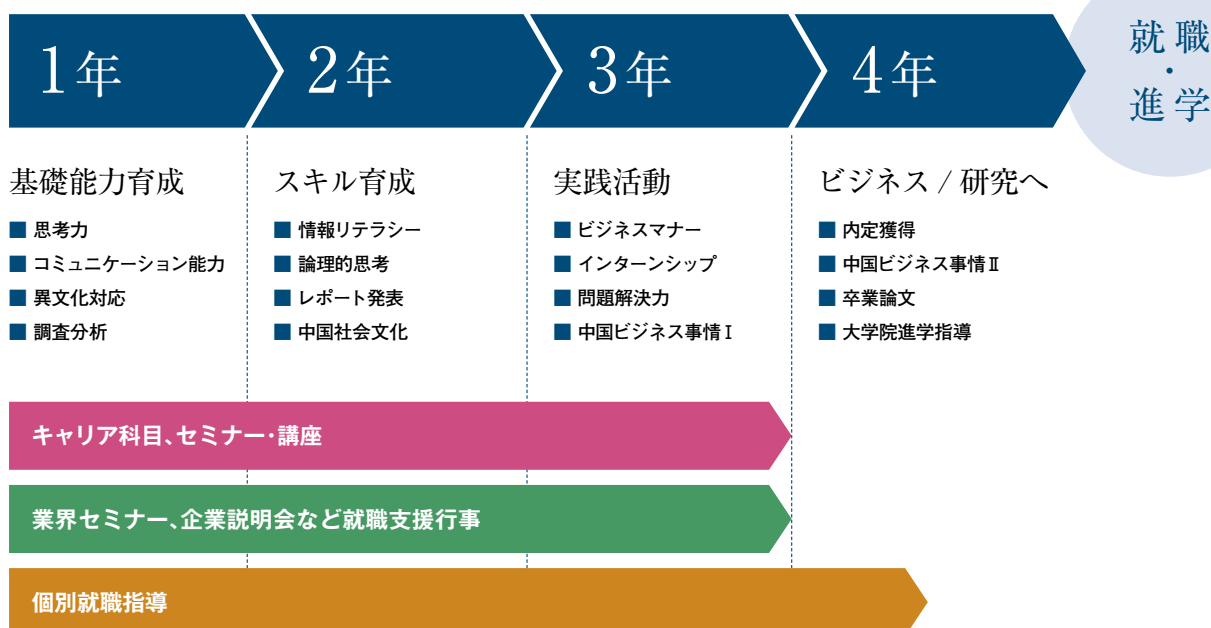 1年
2年
3年
4年
就職
・
進学
基礎能力育成
■ 思考力
■ コミュニケーション能力
■ 異文化対応
■ 調査分析
スキル育成
■ 情報リテラシー
■ 論理的思考
■ レポート発表
■ 中国社会文化
実践活動
■ ビジネスマナー
■ インターンシップ
■ 問題解決力
■ 中国ビジネス事情Ⅰ
ビジネス / 研究へ
■ 内定獲得
■ 中国ビジネス事情Ⅱ
■ 卒業論文
■ 大学院進学指導
キャリア科目、セミナー・講座
業界セミナー、企業説明会など就職支援行事
個別就職指導